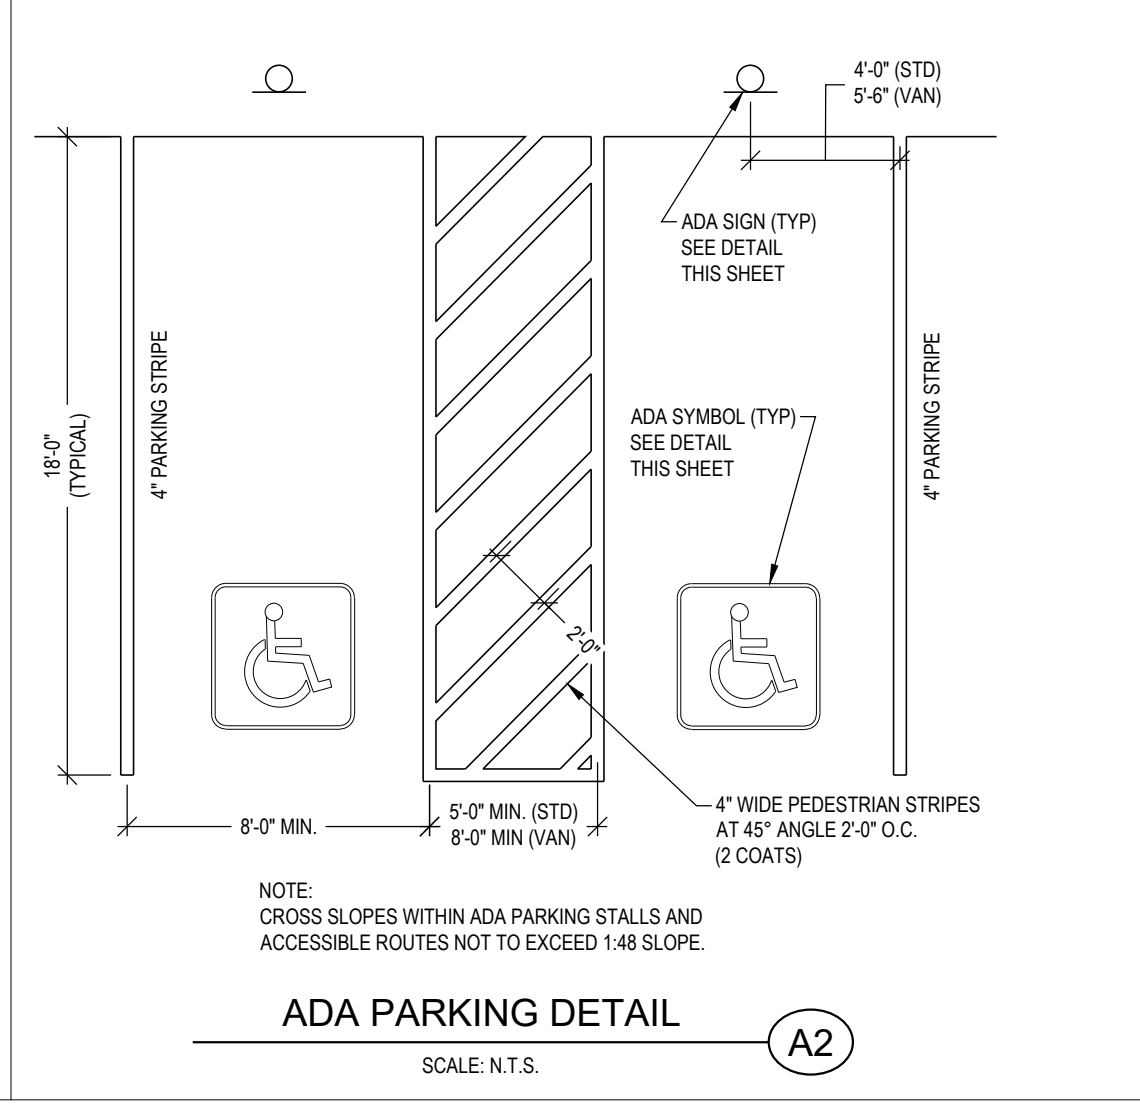 4'-0" (STD)
5'-6" (VAN)
ADA SIGN (TYP)
SEE DETAIL
THIS SHEET
4" PARKING STRIPE
4" PARKING STRIPE
18'-0"
(TYPICAL)
ADA SYMBOL (TYP)
SEE DETAIL
THIS SHEET
2'-0"
8'-0" MIN.
5'-0" MIN. (STD)
8'-0" MIN (VAN)
4" WIDE PEDESTRIAN STRIPES
AT 45° ANGLE 2'-0" O.C.
(2 COATS)
NOTE:
CROSS SLOPES WITHIN ADA PARKING STALLS AND
ACCESSIBLE ROUTES NOT TO EXCEED 1:48 SLOPE.
ADA PARKING DETAIL
A2
SCALE: N.T.S.